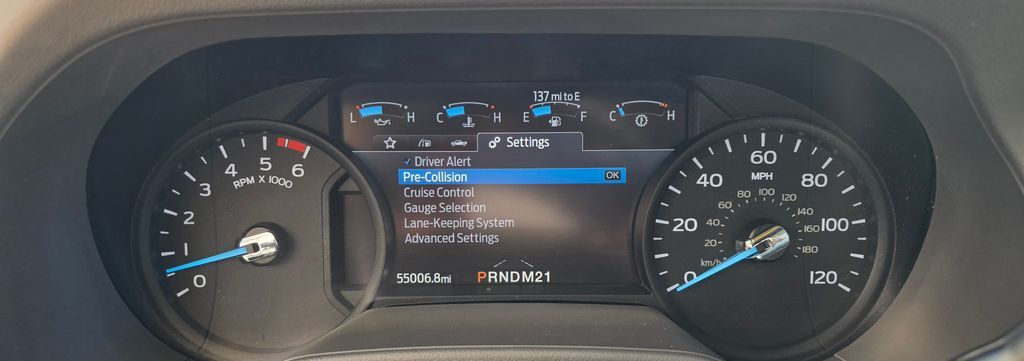 137 mi to E
L H C H E F C H
Settings
Driver Alert
Pre-Collision OK
Cruise Control
Gauge Selection
Lane-Keeping System
Advanced Settings
55006.8mi PRNDM21
0 1 2 3 4 5 6
RPM X 1000
0 20 40 60 80 100 120
MPH
20 40 60 80 100 120 140 160 180
km/h